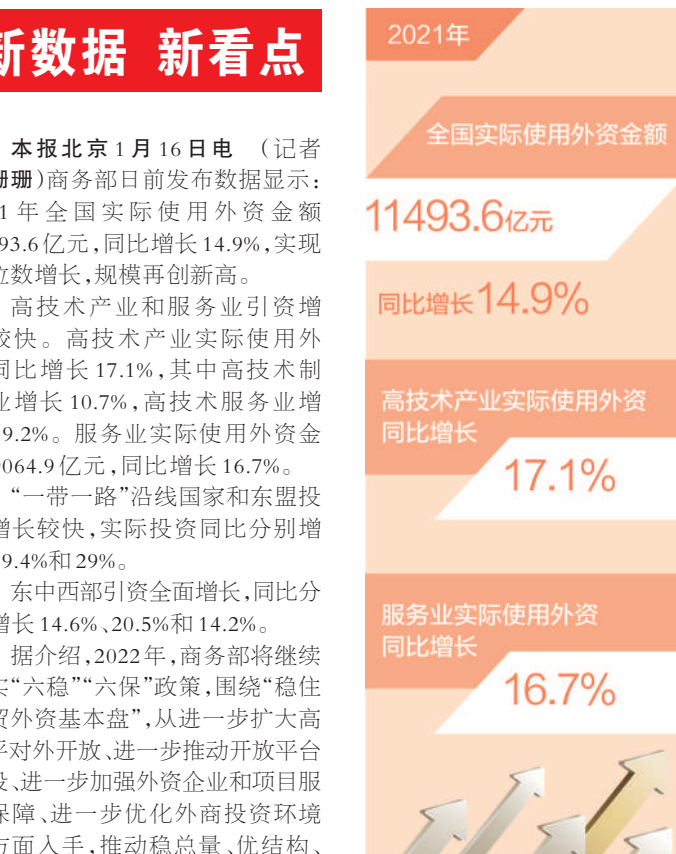 新数据 新看点
本报北京1月16日电 （记者
珊珊)商务部日前发布数据显示：
1年全国实际使用外资金额
93.6亿元，同比增长14.9%，实现
位数增长，规模再创新高。
高技术产业和服务业引资增
较快。高技术产业实际使用外
同比增长17.1%，其中高技术制
业增长10.7%，高技术服务业增
9.2%。服务业实际使用外资金
9064.9亿元，同比增长16.7%。
“一带一路”沿线国家和东盟投
增长较快，实际投资同比分别增
9.4%和29%。
东中西部引资全面增长，同比分
增长14.6%、20.5%和14.2%。
据介绍，2022年，商务部将继续
实“六稳”“六保”政策，围绕“稳住
贸外资基本盘”，从进一步扩大高
平对外开放、进一步推动开放平台
设、进一步加强外资企业和项目服
保障、进一步优化外商投资环境
方面入手，推动稳总量、优结构、
2021年
全国实际使用外资金额
11493.6亿元
同比增长14.9%
高技术产业实际使用外资
同比增长
17.1%
服务业实际使用外资
同比增长
16.7%